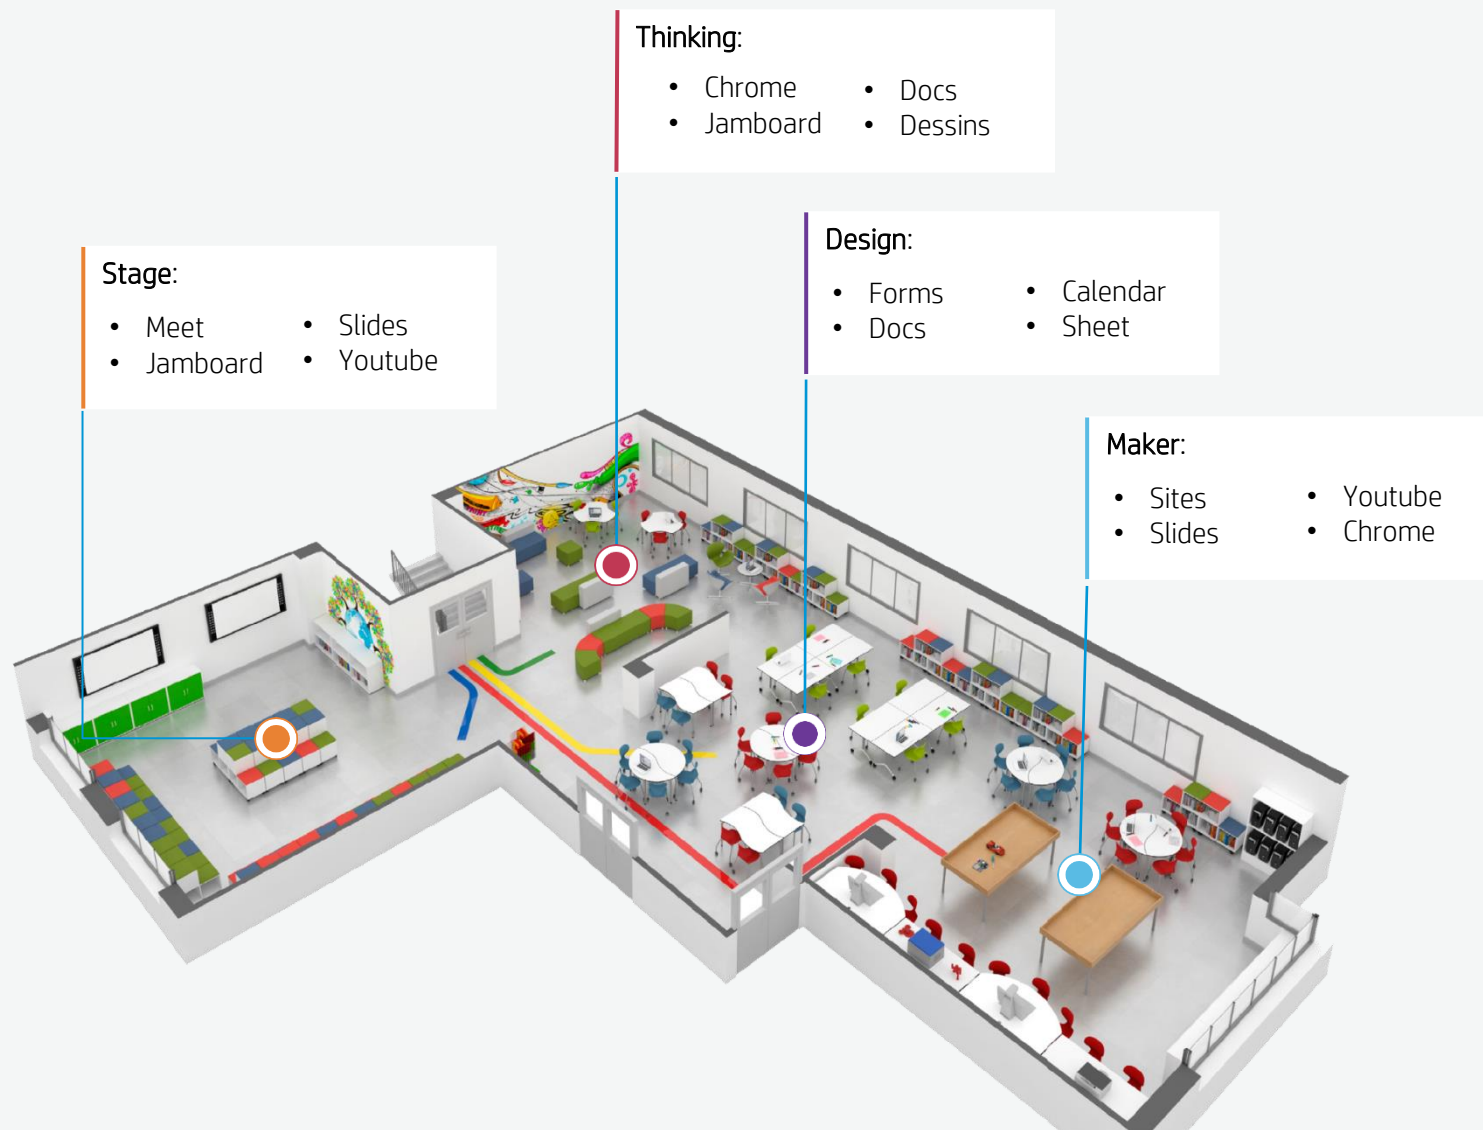 Thinking:
• Chrome
• Jamboard
• Docs
• Dessins
Design:
• Forms
• Docs
• Calendar
• Sheet
Stage:
• Meet
• Jamboard
• Slides
• Youtube
Maker:
• Sites
• Slides
• Youtube
• Chrome